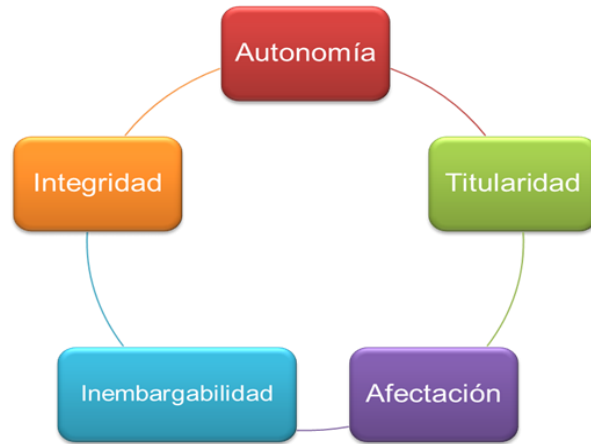 Autonomía
Titularidad
Afectación
Inembargabilidad
Integridad